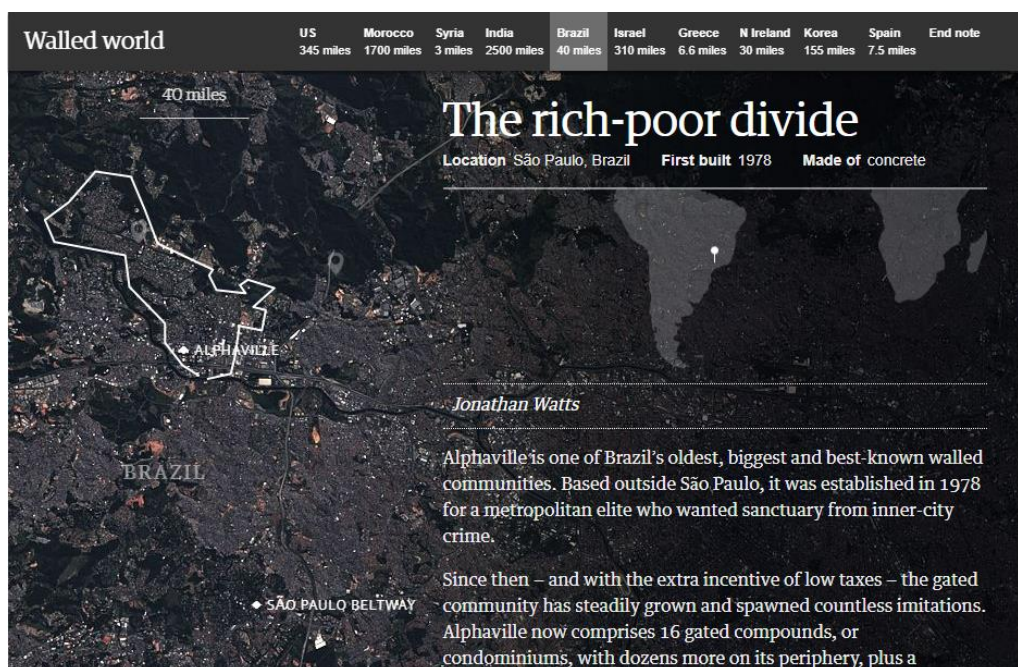 Walled world
US Morocco Syria India Brazil Israel Greece N Ireland Korea Spain End note
345 miles 1700 miles 3 miles 2500 miles 40 miles 310 miles 6.6 miles 30 miles 155 miles 7.5 miles
40 miles
The rich-poor divide
Location São Paulo, Brazil First built 1978 Made of concrete
ALPHAVILLE
BRAZIL
SÃO PAULO BELTWAY
Jonathan Watts
Alphaville is one of Brazil’s oldest, biggest and best-known walled
communities. Based outside São Paulo, it was established in 1978
for a metropolitan elite who wanted sanctuary from inner-city
crime.
Since then – and with the extra incentive of low taxes – the gated
community has steadily grown and spawned countless imitations.
Alphaville now comprises 16 gated compounds, or
condominiums, with dozens more on its periphery, plus a